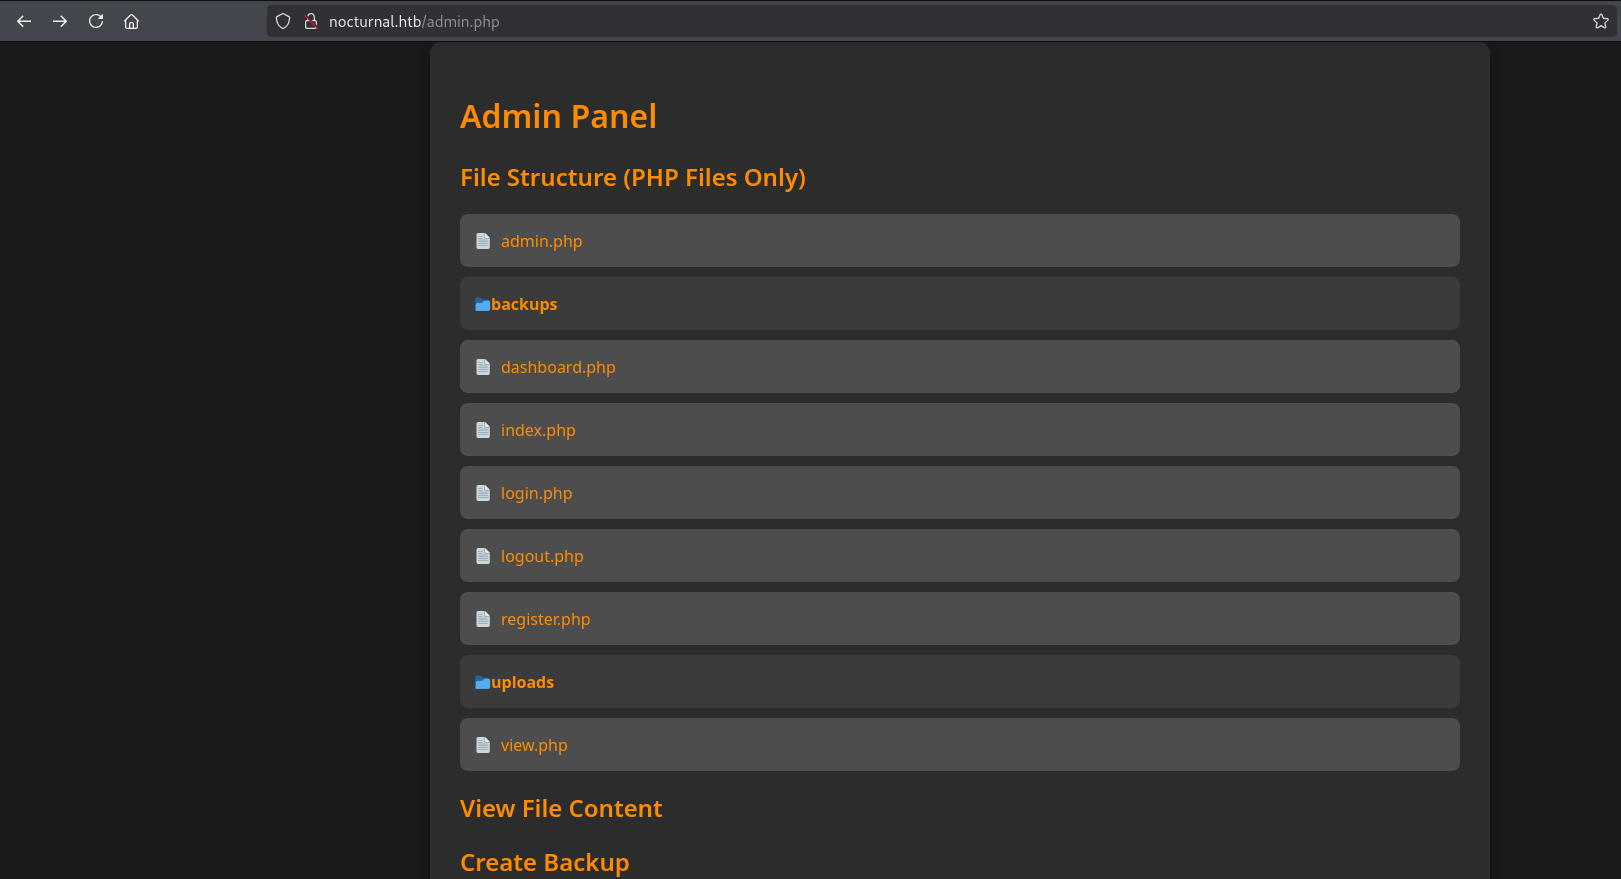 nocturnal.htb/admin.php
Admin Panel
File Structure (PHP Files Only)
admin.php
backups
dashboard.php
index.php
login.php
logout.php
register.php
uploads
view.php
View File Content
Create Backup